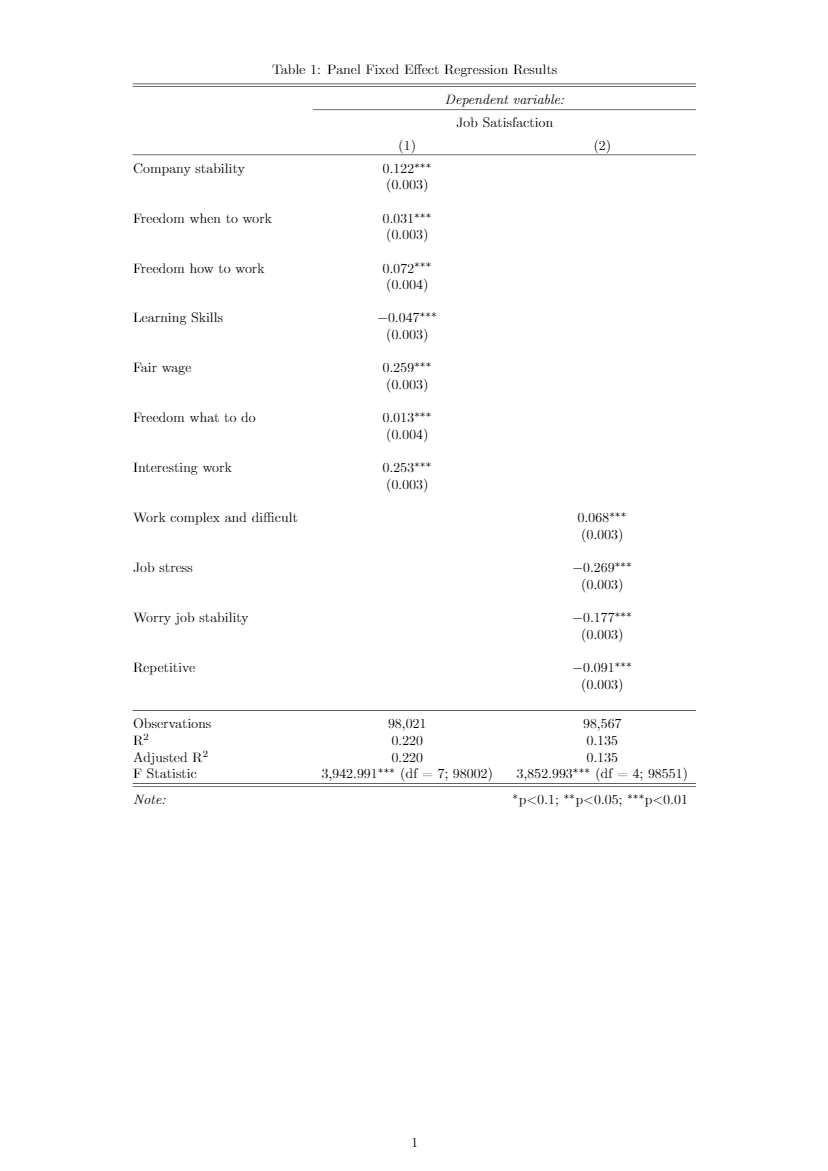 Table 1: Panel Fixed Effect Regression Results
Dependent variable:
Job Satisfaction
(1) (2)
Company stability 0.122***
(0.003)
Freedom when to work 0.031***
(0.003)
Freedom how to work 0.072***
(0.004)
Learning Skills −0.047***
(0.003)
Fair wage 0.259***
(0.003)
Freedom what to do 0.013***
(0.004)
Interesting work 0.253***
(0.003)
Work complex and difficult 0.068***
(0.003)
Job stress −0.269***
(0.003)
Worry job stability −0.177***
(0.003)
Repetitive −0.091***
(0.003)
Observations 98,021 98,567
R² 0.220 0.135
Adjusted R² 0.220 0.135
F Statistic 3,942.991*** (df = 7; 98002) 3,852.993*** (df = 4; 98551)
Note: *p<0.1; **p<0.05; ***p<0.01
1